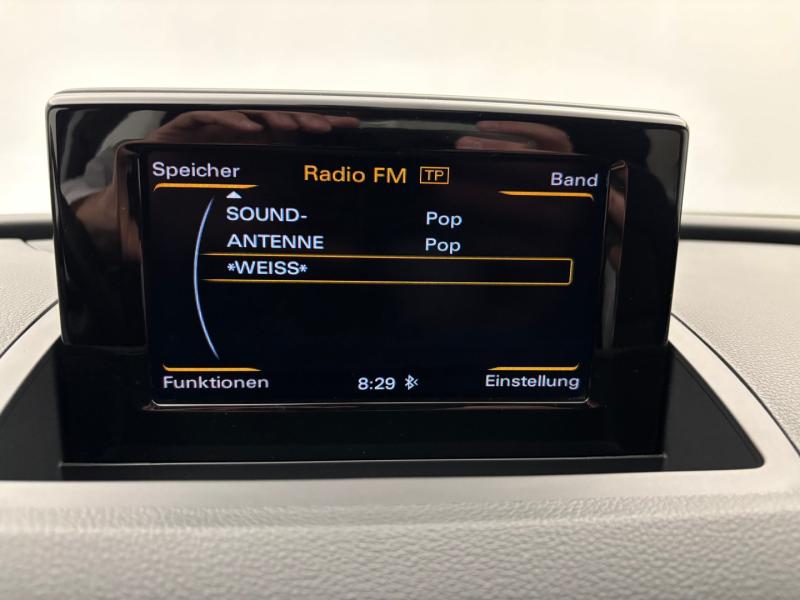 Speicher Radio FM TP Band
SOUND- Pop
ANTENNE Pop
*WEISS*
Funktionen 8:29 Einstellung